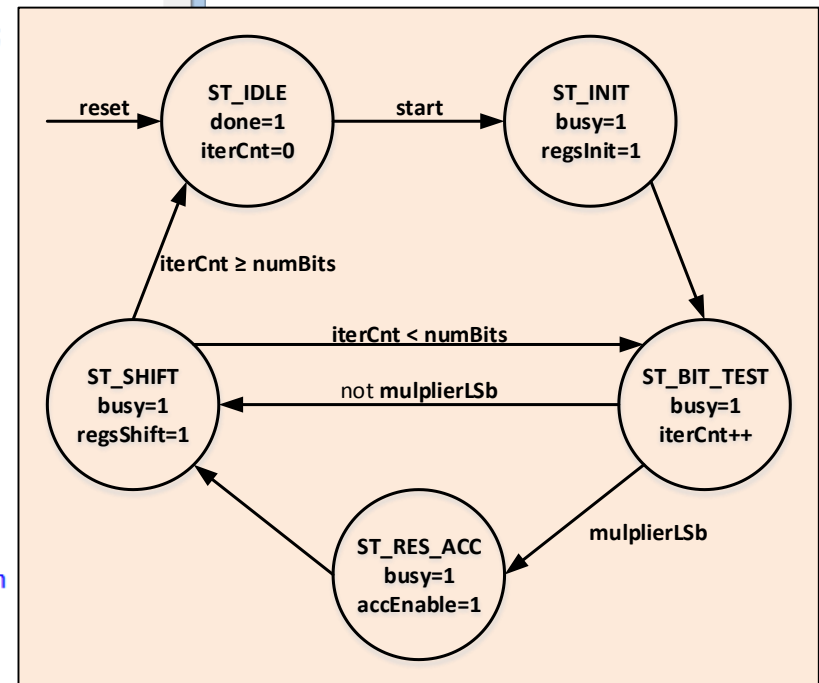 reset
ST_IDLE
done=1
iterCnt=0
start
ST_INIT
busy=1
regsInit=1
iterCnt ≥ numBits
iterCnt < numBits
ST_SHIFT
busy=1
regsShift=1
not mulplierLSb
ST_BIT_TEST
busy=1
iterCnt++
mulplierLSb
ST_RES_ACC
busy=1
accEnable=1